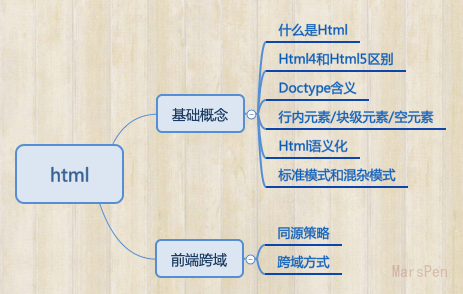 什么是Html
Html4和Html5区别
Doctype含义
基础概念
行内元素/块级元素/空元素
Html语义化
html
标准模式和混杂模式
同源策略
前端跨域
跨域方式
MarsPen